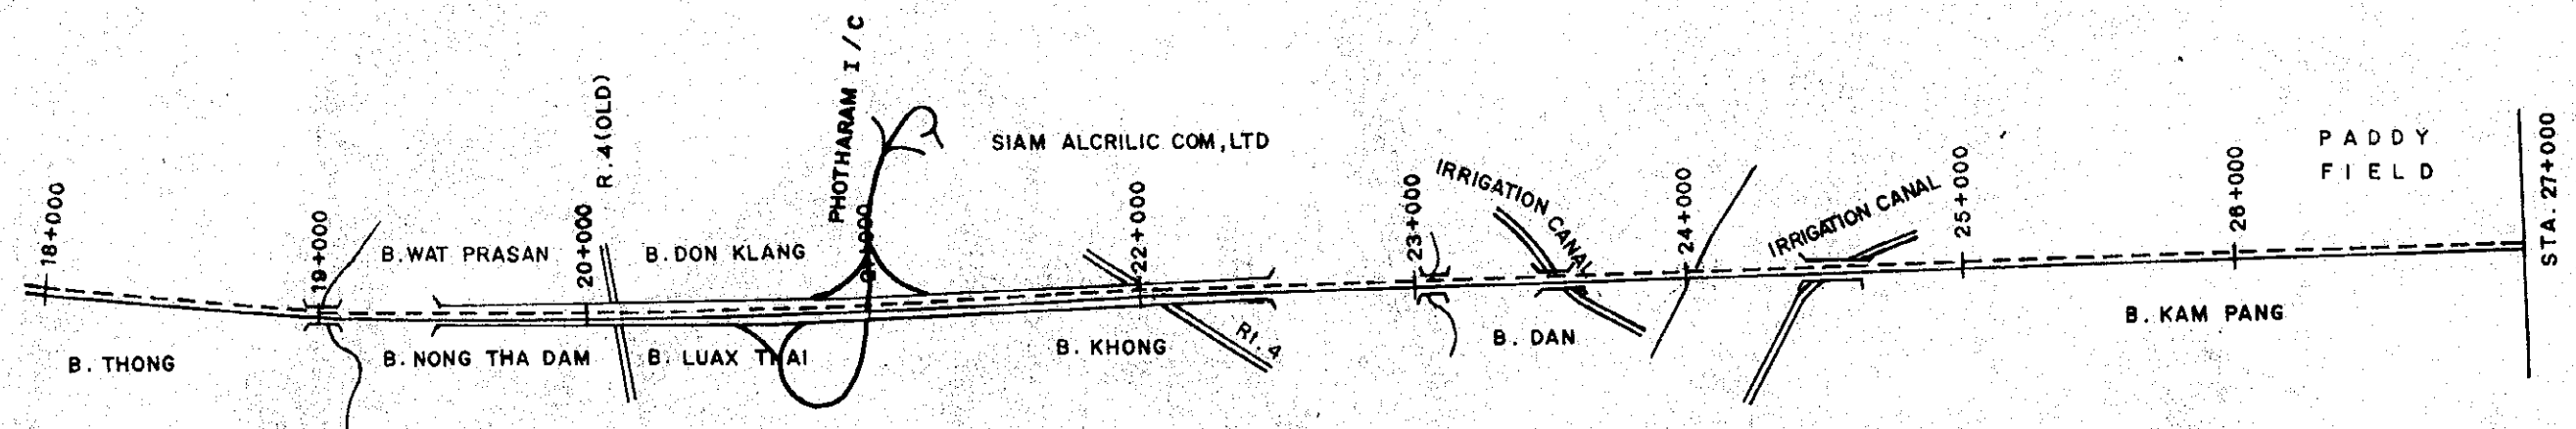 18+000
B. THONG
19+000
B. WAT PRASAN
B. NONG THA DAM
20+000
R. 4 (OLD)
B. DON KLANG
B. LUAX THAI
PHOTHARAM I / C
SIAM ALCRILIC COM, LTD
22+000
B. KHONG
Rt. 4
23+000
IRRIGATION CANAL
B. DAN
24+000
IRRIGATION CANAL
25+000
26+000
B. KAM PANG
PADDY
FIELD
STA. 27+000